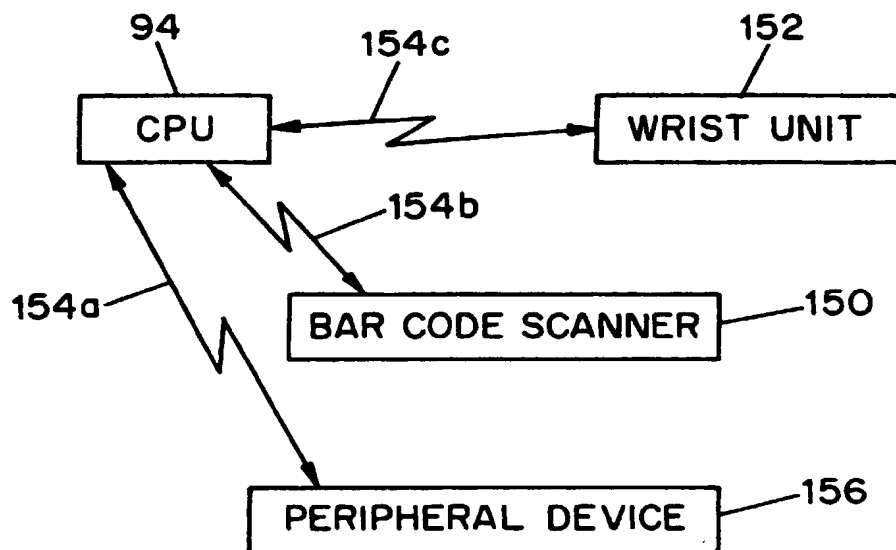 94
154c
152
CPU
WRIST UNIT
154b
154a
BAR CODE SCANNER
150
PERIPHERAL DEVICE
156